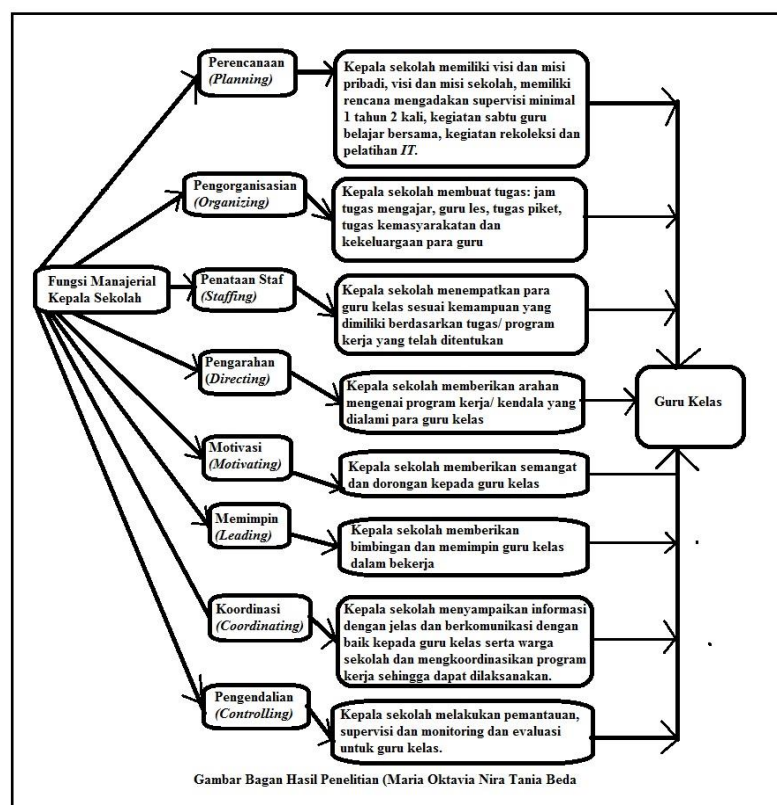 Fungsi Manajerial
Kepala Sekolah
Perencanaan
(Planning)
Kepala sekolah memiliki visi dan misi
pribadi, visi dan misi sekolah, memiliki
rencana mengadakan supervisi minimal
1 tahun 2 kali, kegiatan sabtu guru
belajar bersama, kegiatan rekoleksi dan
pelatihan IT.
Pengorganisasian
(Organizing)
Kepala sekolah membuat tugas: jam
tugas mengajar, guru les, tugas piket,
tugas kemasyarakatan dan
kekeluargaan para guru
Penataan Staf
(Staffing)
Kepala sekolah menempatkan para
guru kelas sesuai kemampuan yang
dimiliki berdasarkan tugas/ program
kerja yang telah ditentukan
Pengarahan
(Directing)
Kepala sekolah memberikan arahan
mengenai program kerja/ kendala yang
dialami para guru kelas
Motivasi
(Motivating)
Kepala sekolah memberikan semangat
dan dorongan kepada guru kelas
Memimpin
(Leading)
Kepala sekolah memberikan
bimbingan dan memimpin guru kelas
dalam bekerja
Koordinasi
(Coordinating)
Kepala sekolah menyampaikan informasi
dengan jelas dan berkomunikasi dengan
baik kepada guru kelas serta warga
sekolah dan mengkoordinasikan program
kerja sehingga dapat dilaksanakan.
Pengendalian
(Controlling)
Kepala sekolah melakukan pemantauan,
supervisi dan monitoring dan evaluasi
untuk guru kelas.
Guru Kelas
Gambar Bagan Hasil Penelitian (Maria Oktavia Nira Tania Beda